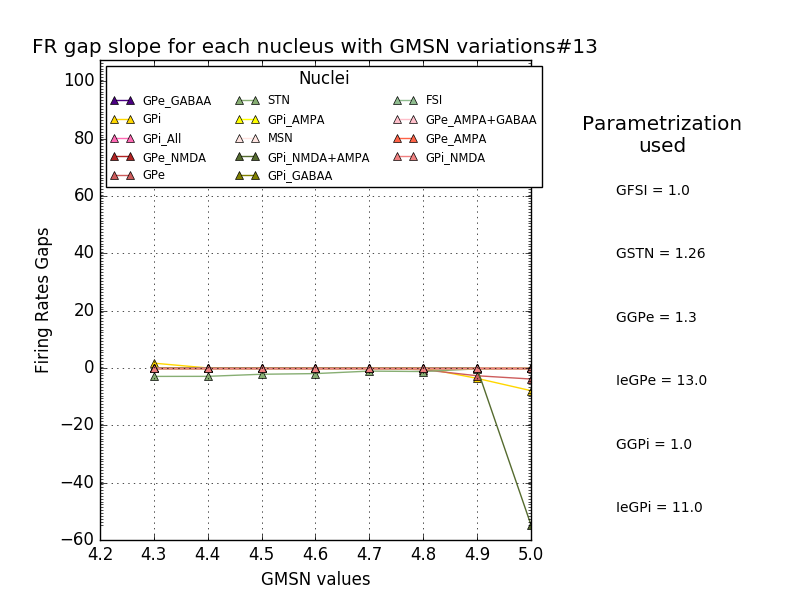 FR gap slope for each nucleus with GMSN variations#13
Nuclei
GPe_GABAA STN FSI
GPi GPi_AMPA GPe_AMPA+GABAA
GPi_All MSN GPe_AMPA
GPe_NMDA GPi_NMDA+AMPA GPi_NMDA
GPe GPi_GABAA
100
80
60
40
20
0
−20
−40
−60
Firing Rates Gaps
4.2 4.3 4.4 4.5 4.6 4.7 4.8 4.9 5.0
GMSN values
Parametrization
used
GFSI = 1.0
GSTN = 1.26
GGPe = 1.3
IeGPe = 13.0
GGPi = 1.0
IeGPi = 11.0